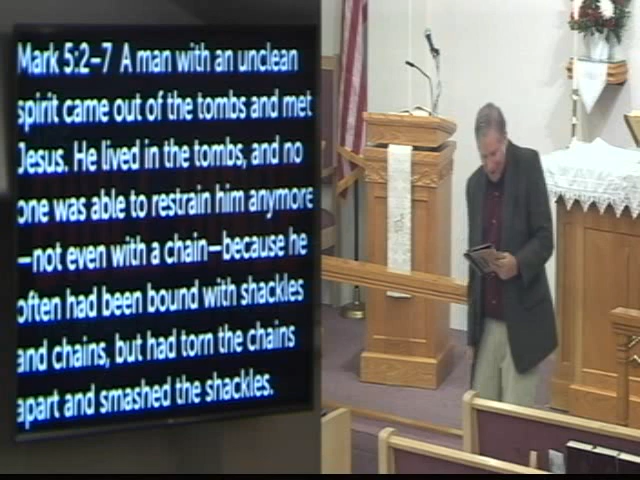 Mark 5:2–7 A man with an unclean
spirit came out of the tombs and met
Jesus. He lived in the tombs, and no
one was able to restrain him anymore
—not even with a chain—because he
often had been bound with shackles
and chains, but had torn the chains
apart and smashed the shackles.